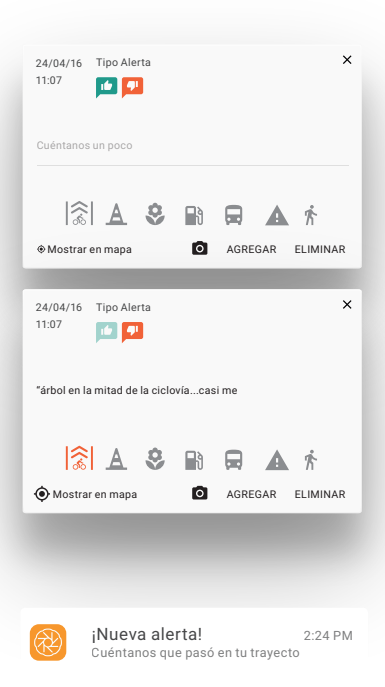 24/04/16 Tipo Alerta
11:07
Cuéntanos un poco
Mostrar en mapa AGREGAR ELIMINAR
24/04/16 Tipo Alerta
11:07
"árbol en la mitad de la ciclovía...casi me
Mostrar en mapa AGREGAR ELIMINAR
¡Nueva alerta! 2:24 PM
Cuéntanos que pasó en tu trayecto